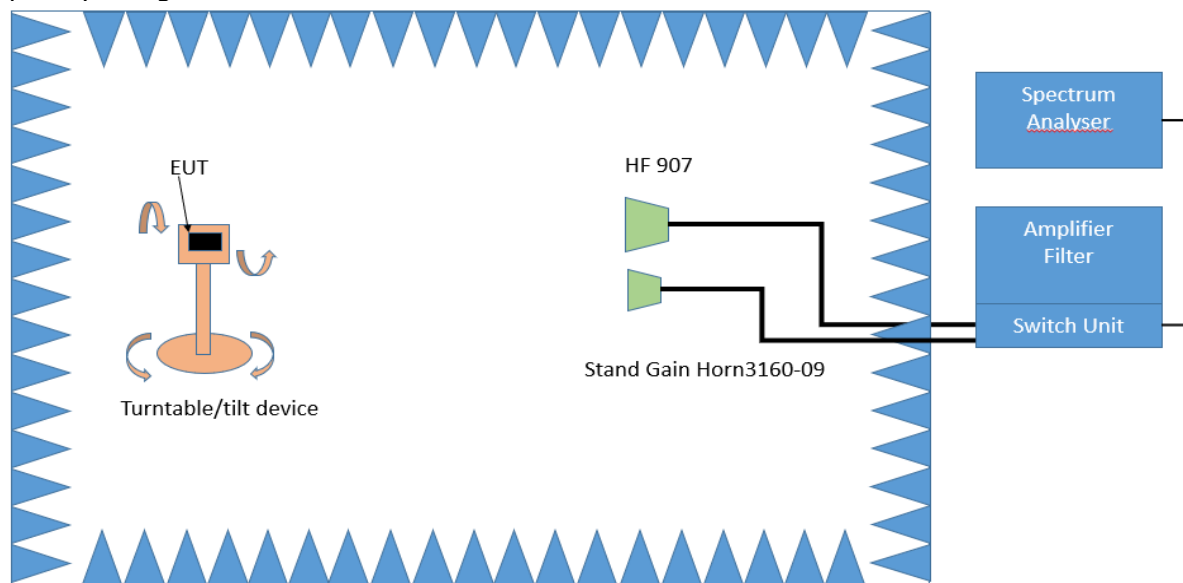 Spectrum
Analyser
EUT
HF 907
Amplifier
Filter
Switch Unit
Stand Gain Horn3160-09
Turntable/tilt device